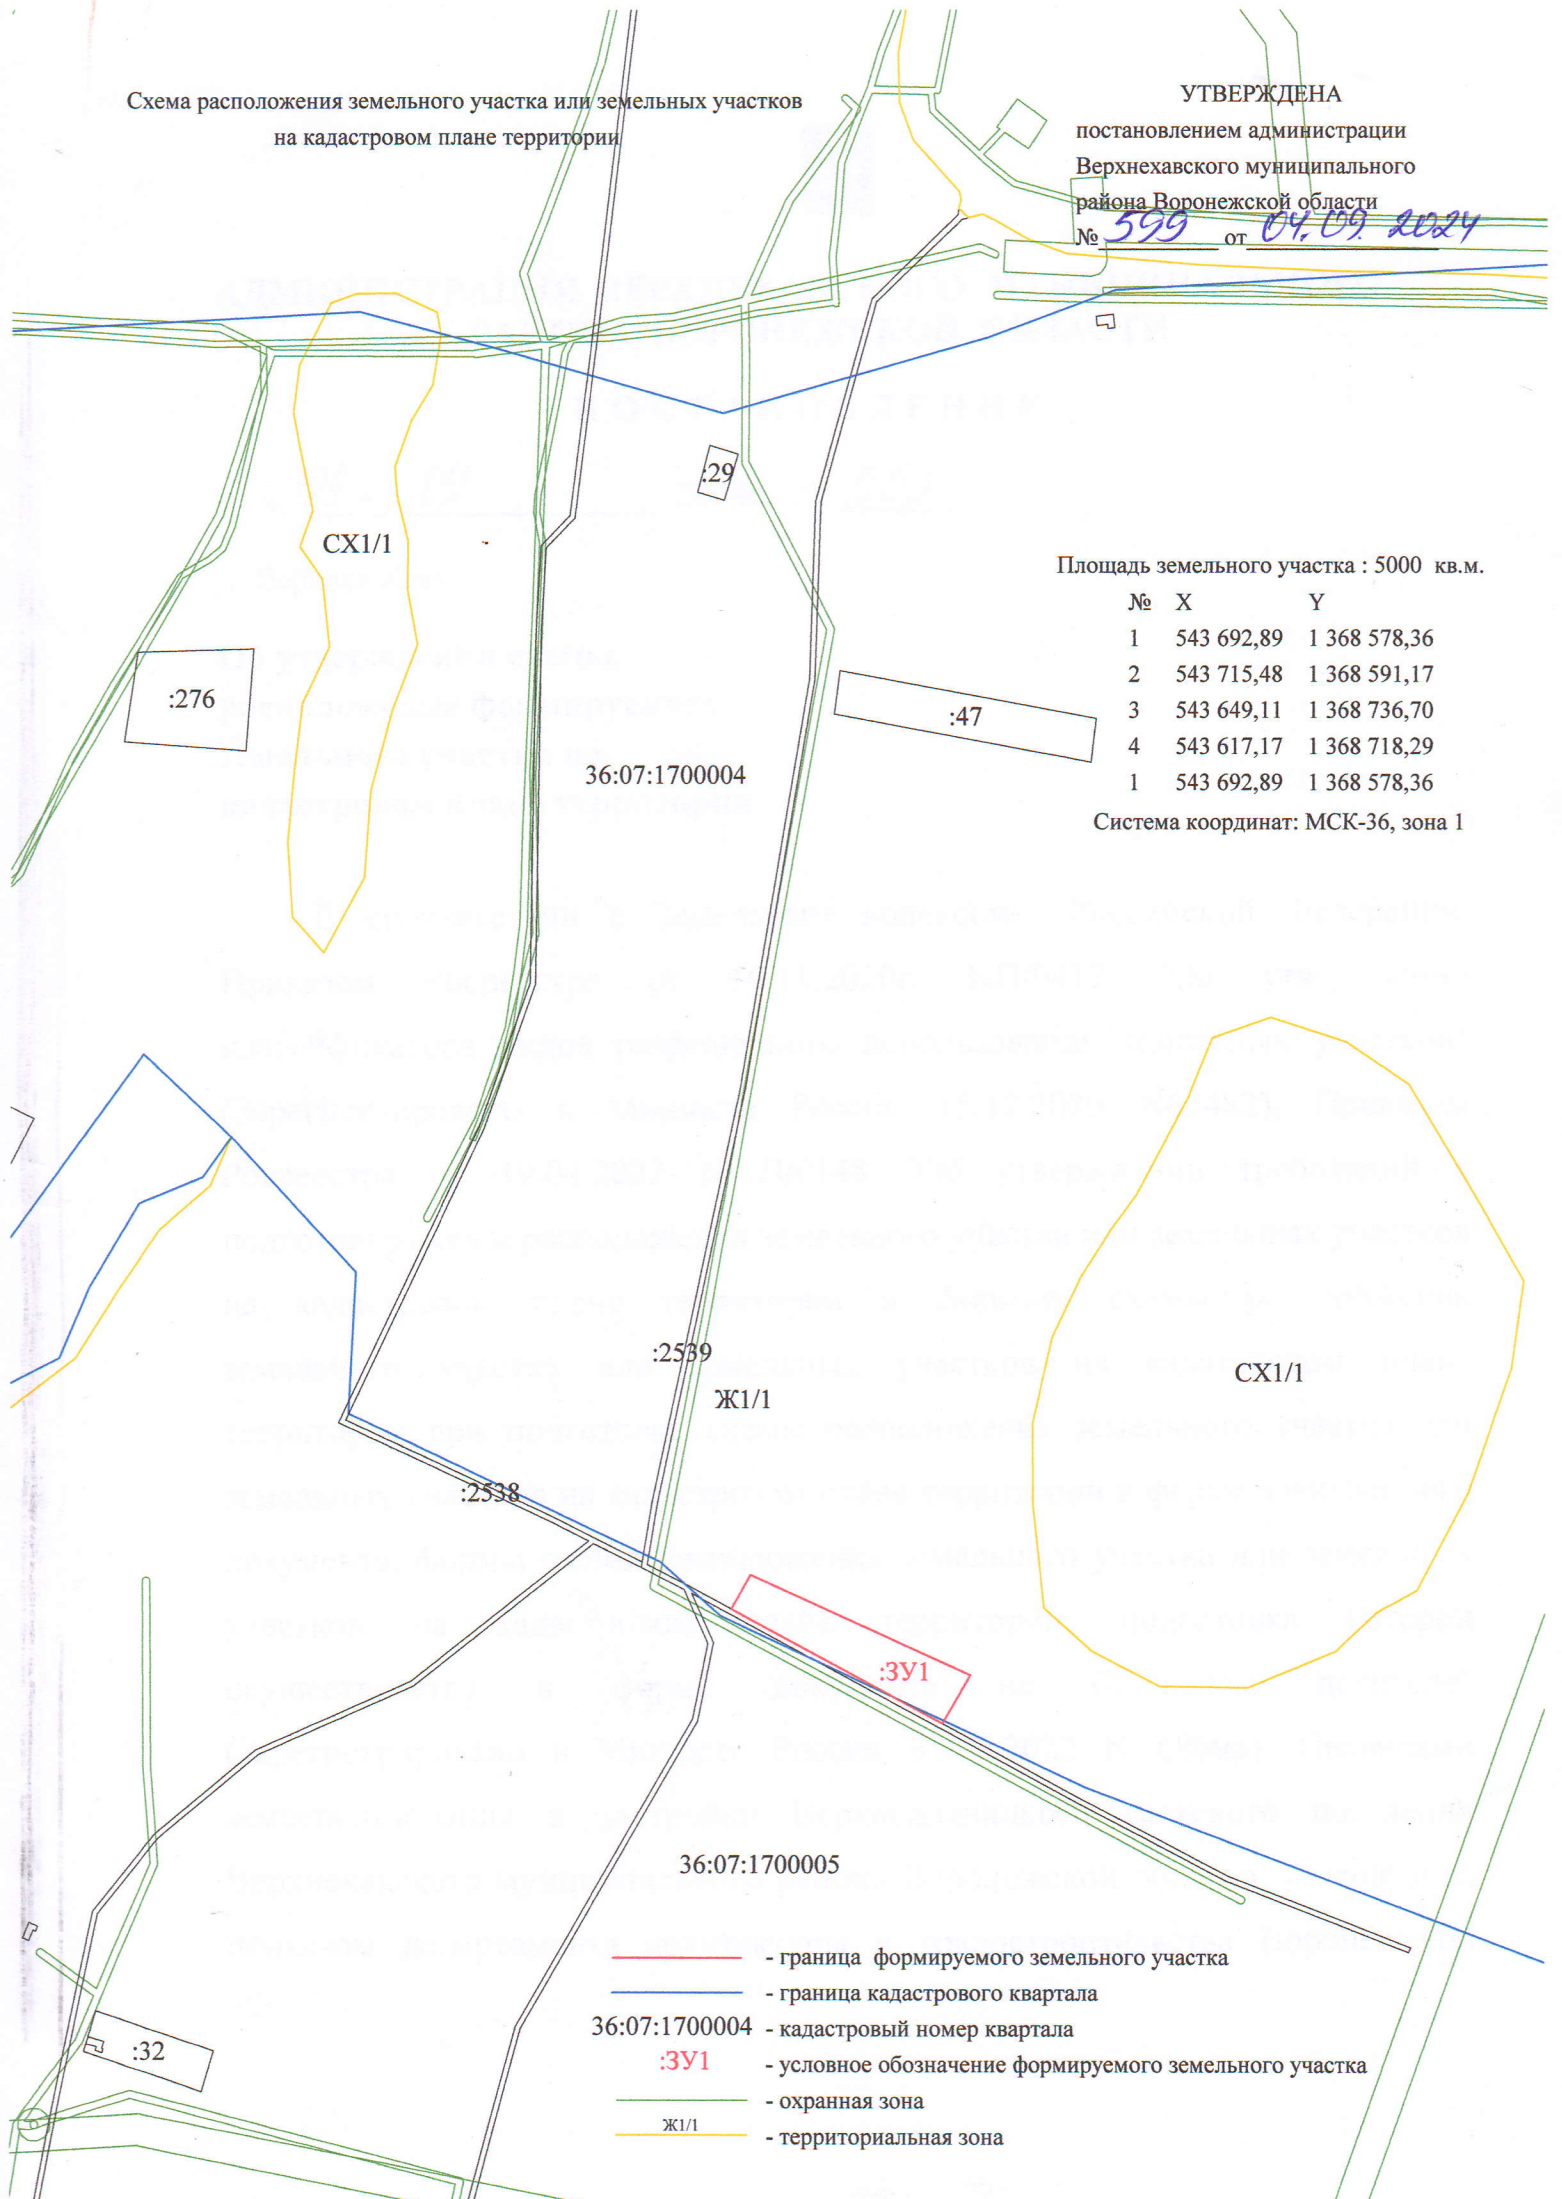 Схема расположения земельного участка или земельных участков
на кадастровом плане территории
УТВЕРЖДЕНА
постановлением администрации
Верхнехавского муниципального
района Воронежской области
№ 599 от 04.09.2024
:29
СХ1/1
Площадь земельного участка : 5000 кв.м.
№ X Y
1 543 692,89 1 368 578,36
2 543 715,48 1 368 591,17
3 543 649,11 1 368 736,70
4 543 617,17 1 368 718,29
1 543 692,89 1 368 578,36
Система координат: МСК-36, зона 1
:276
:47
36:07:1700004
:2539
Ж1/1
СХ1/1
:2538
:ЗУ1
36:07:1700005
- граница формируемого земельного участка
- граница кадастрового квартала
36:07:1700004 - кадастровый номер квартала
:ЗУ1 - условное обозначение формируемого земельного участка
- охранная зона
Ж1/1
- территориальная зона
:32